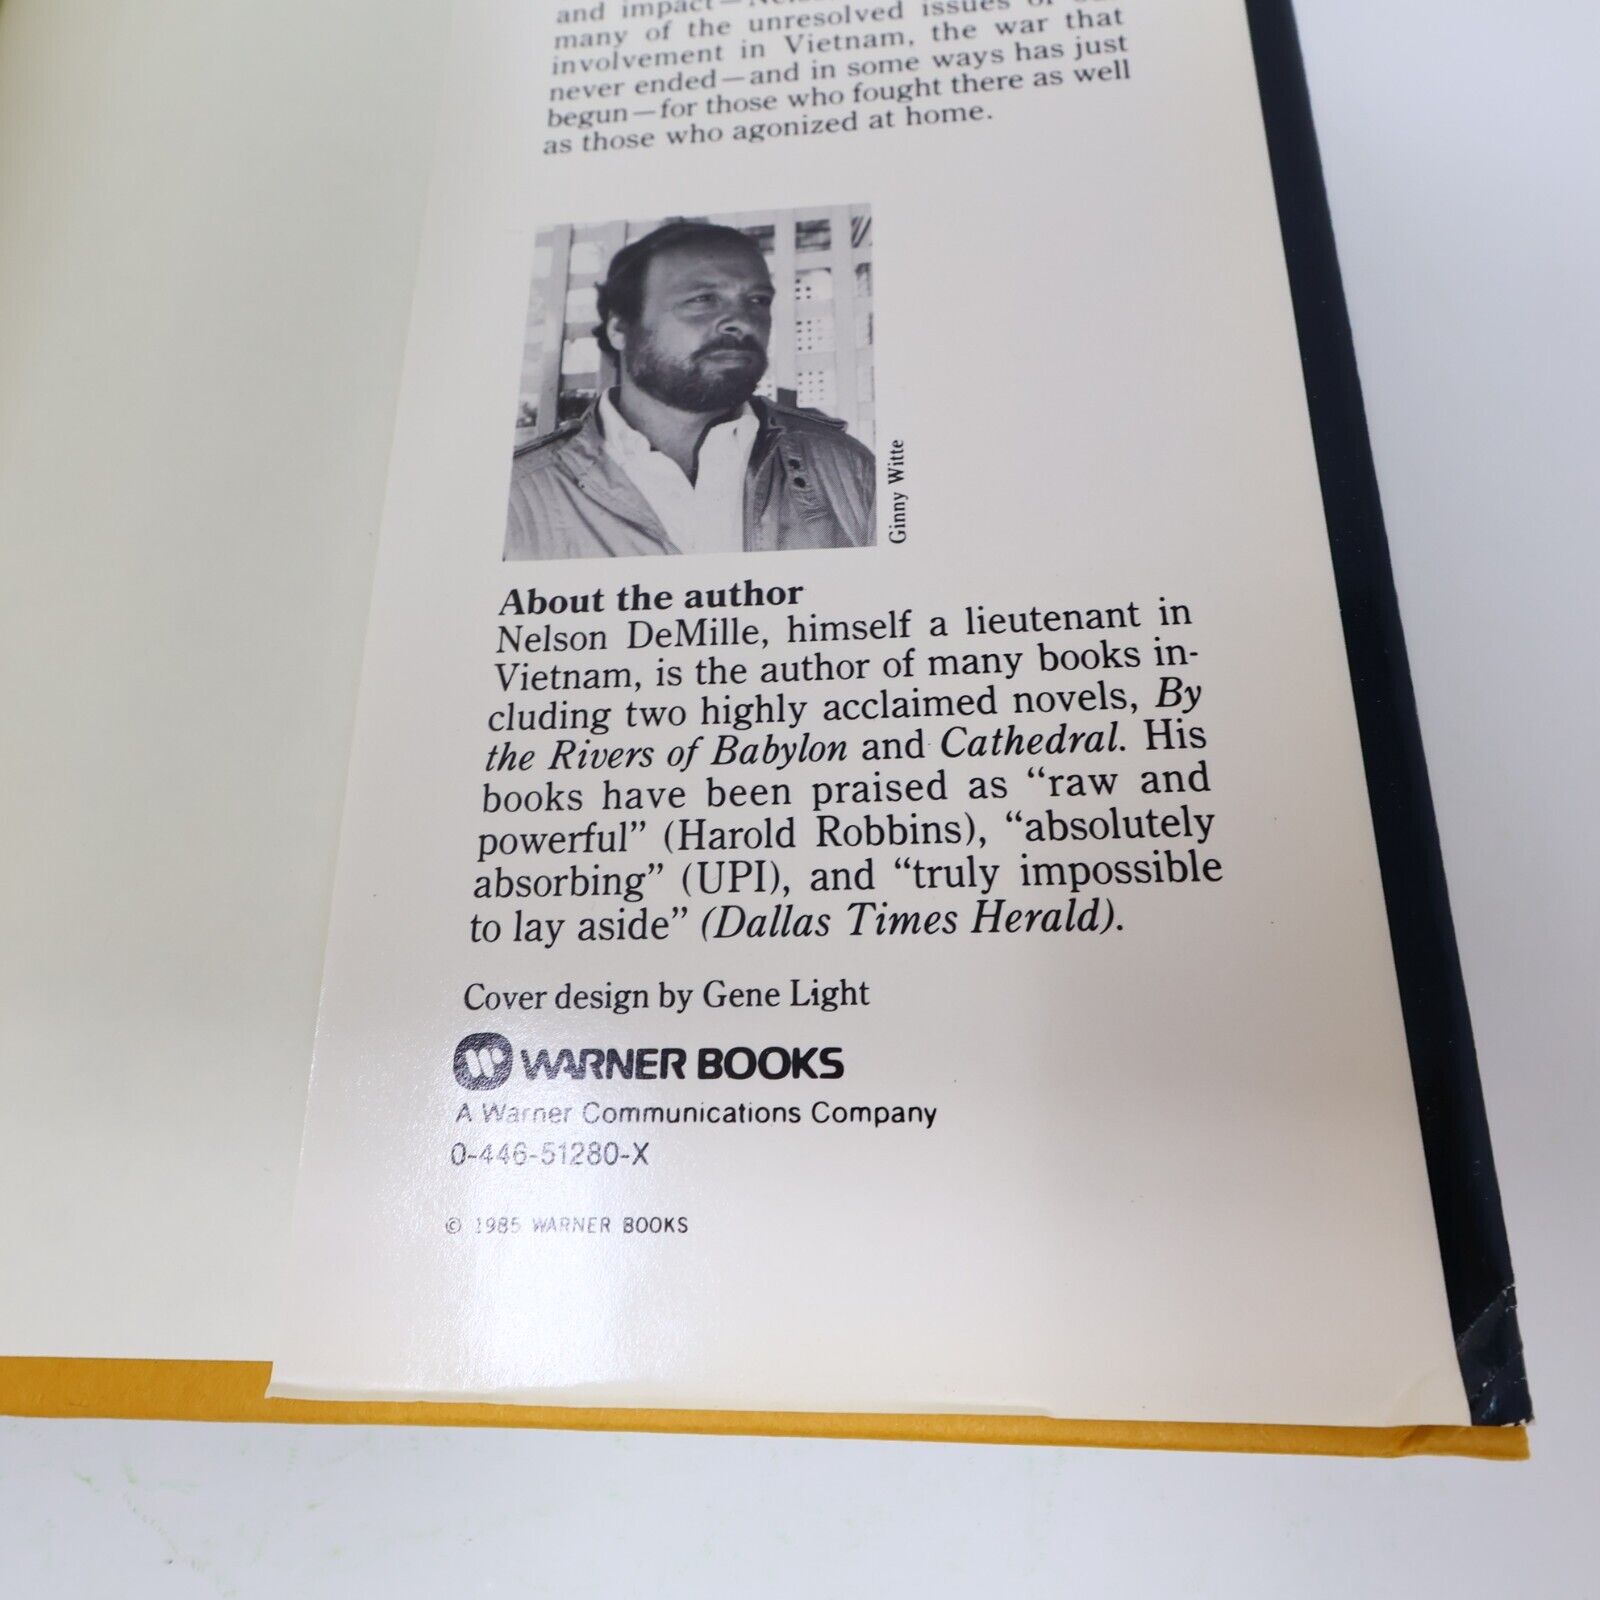 and impact—Nelson
many of the unresolved issues of our
involvement in Vietnam, the war that
never ended—and in some ways has just
begun—for those who fought there as well
as those who agonized at home.
Ginny Witte
About the author
Nelson DeMille, himself a lieutenant in
Vietnam, is the author of many books in-
cluding two highly acclaimed novels, By
the Rivers of Babylon and Cathedral. His
books have been praised as “raw and
powerful” (Harold Robbins), “absolutely
absorbing” (UPI), and “truly impossible
to lay aside” (Dallas Times Herald).
Cover design by Gene Light
WARNER BOOKS
A Warner Communications Company
0-446-51280-X
© 1985 WARNER BOOKS